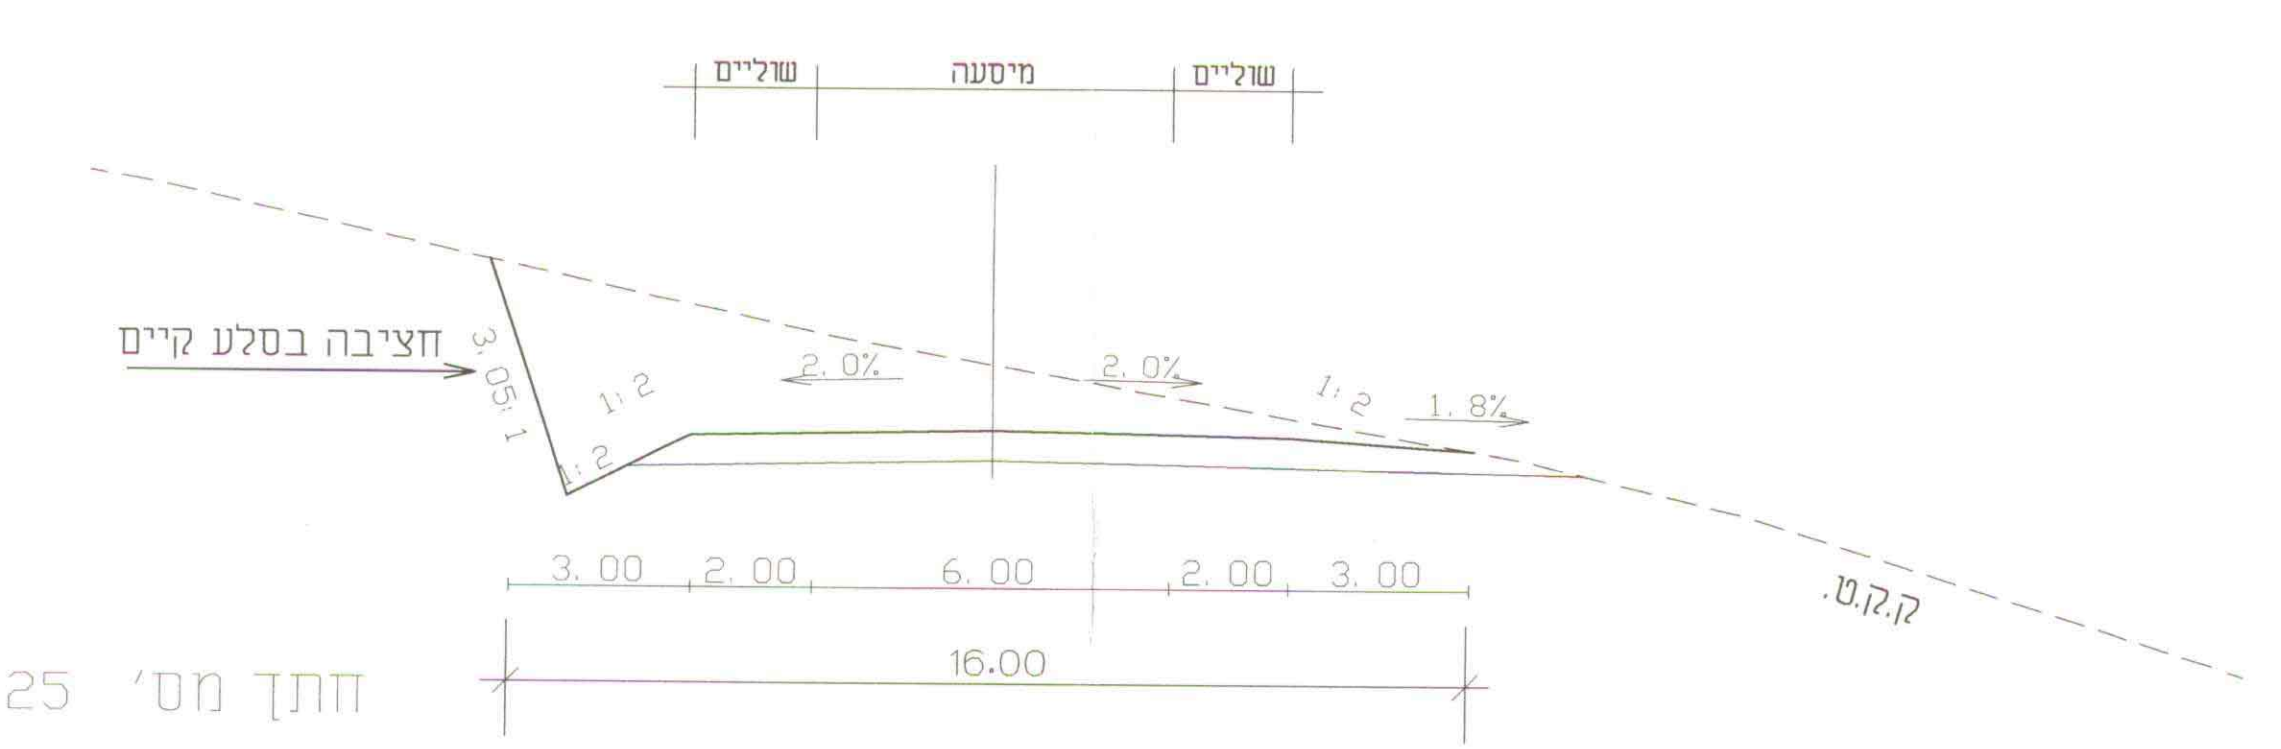 שוליים מיסעה שוליים
חציבה בסלע קיים
3.05:1
1:2
1:2
2.0%
2.0%
1:2
1.8%
3.00 2.00 6.00 2.00 3.00
ק.ק.ט.
16.00
חתך מס' 25